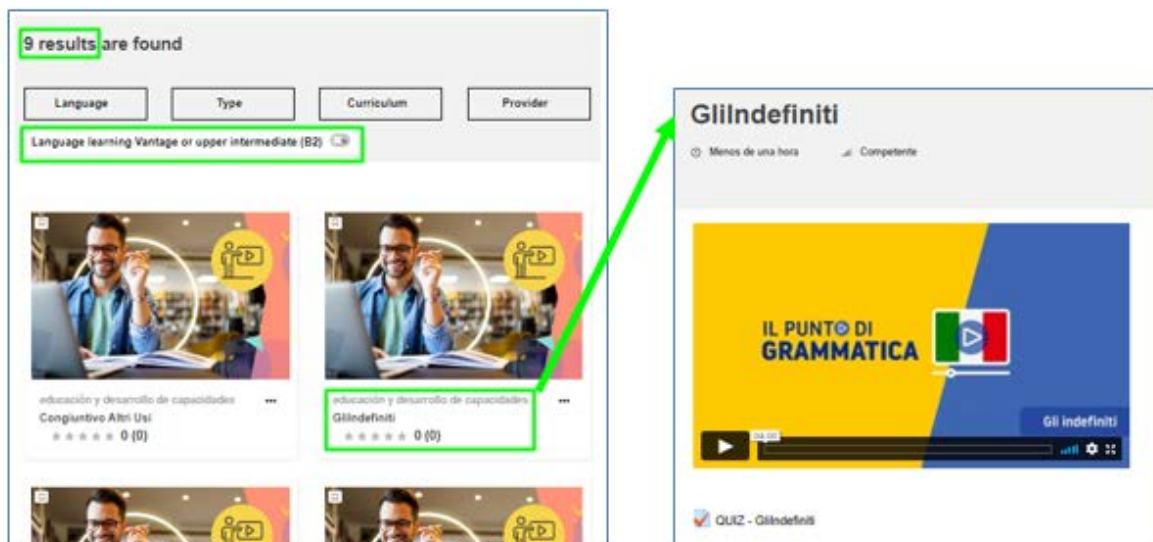 9 results are found
Language
Type
Curriculum
Provider
Language learning Vantage or upper intermediate (B2)
educación y desarrollo de capacidades
Congiuntivo Altri Usi
0 (0)
educación y desarrollo de capacidades
GliIndefiniti
0 (0)
GliIndefiniti
Menos de una hora
Competente
IL PUNTO DI
GRAMMATICA
Gli indefiniti
04:00
QUIZ - GliIndefiniti